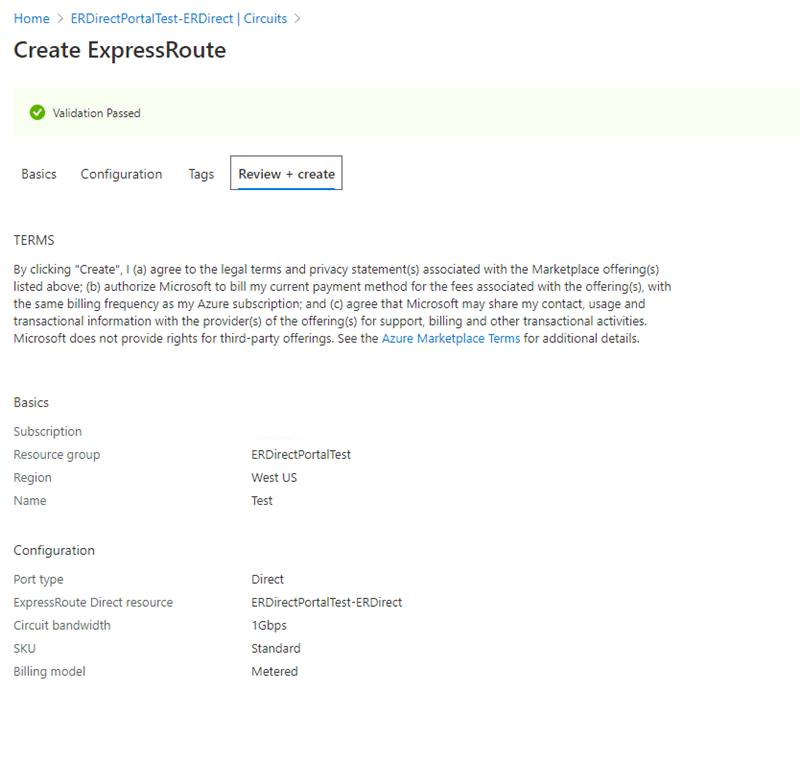 Home > ERDirectPortalTest-ERDirect | Circuits >
Create ExpressRoute
Validation Passed
Basics Configuration Tags Review + create
TERMS
By clicking "Create", I (a) agree to the legal terms and privacy statement(s) associated with the Marketplace offering(s)
listed above; (b) authorize Microsoft to bill my current payment method for the fees associated with the offering(s), with
the same billing frequency as my Azure subscription; and (c) agree that Microsoft may share my contact, usage and
transactional information with the provider(s) of the offering(s) for support, billing and other transactional activities.
Microsoft does not provide rights for third-party offerings. See the Azure Marketplace Terms for additional details.
Basics
Subscription
Resource group ERDirectPortalTest
Region West US
Name Test
Configuration
Port type Direct
ExpressRoute Direct resource ERDirectPortalTest-ERDirect
Circuit bandwidth 1Gbps
SKU Standard
Billing model Metered